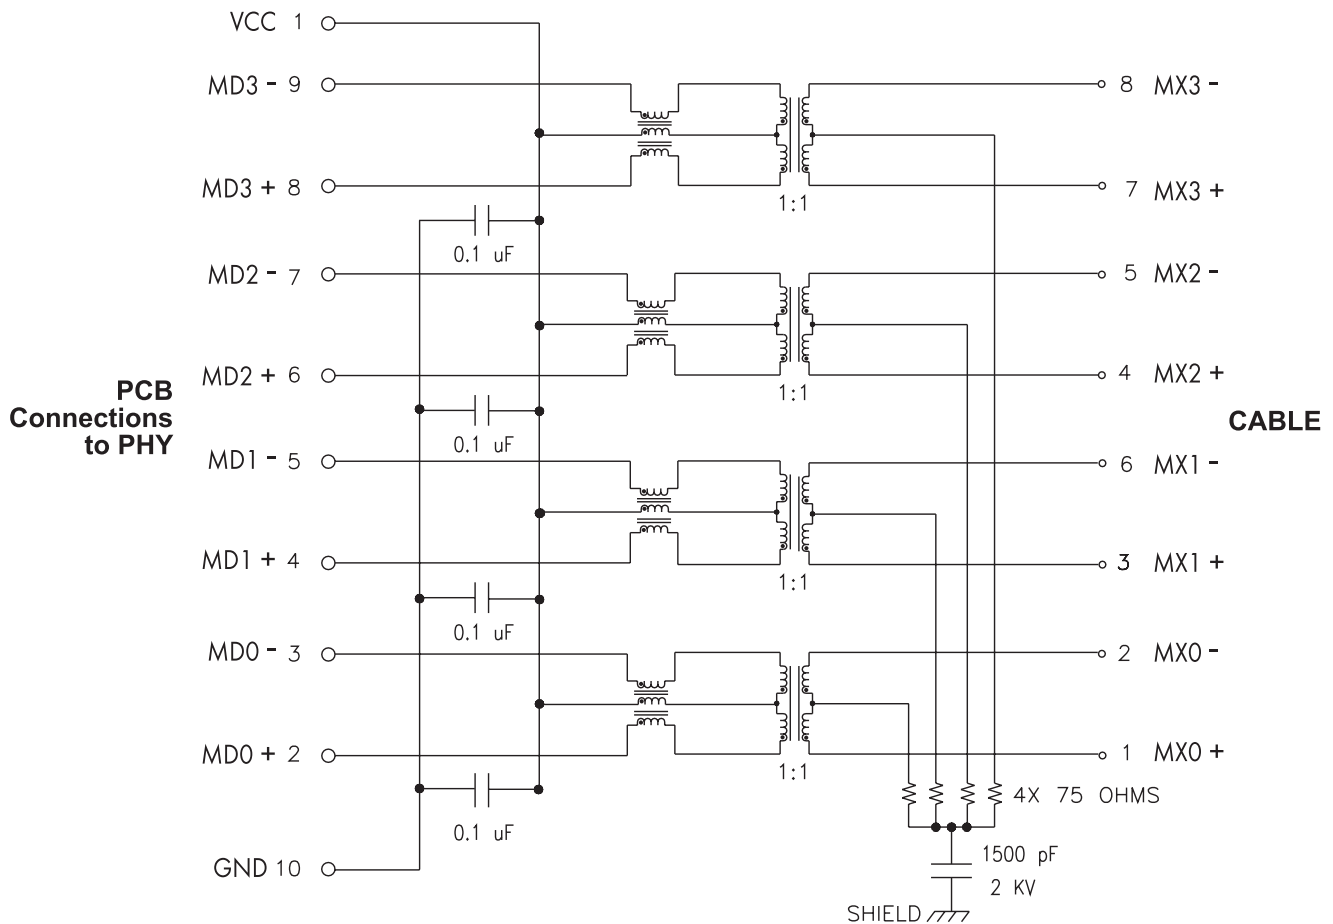 VCC 1
MD3 - 9
8 MX3 -
MD3 + 8
7 MX3 +
1:1
0.1 uF
MD2 - 7
5 MX2 -
MD2 + 6
4 MX2 +
1:1
PCB
Connections
to PHY
CABLE
0.1 uF
MD1 - 5
6 MX1 -
MD1 + 4
3 MX1 +
1:1
0.1 uF
MD0 - 3
2 MX0 -
MD0 + 2
1 MX0 +
1:1
4X 75 OHMS
0.1 uF
GND 10
1500 pF
2 KV
SHIELD